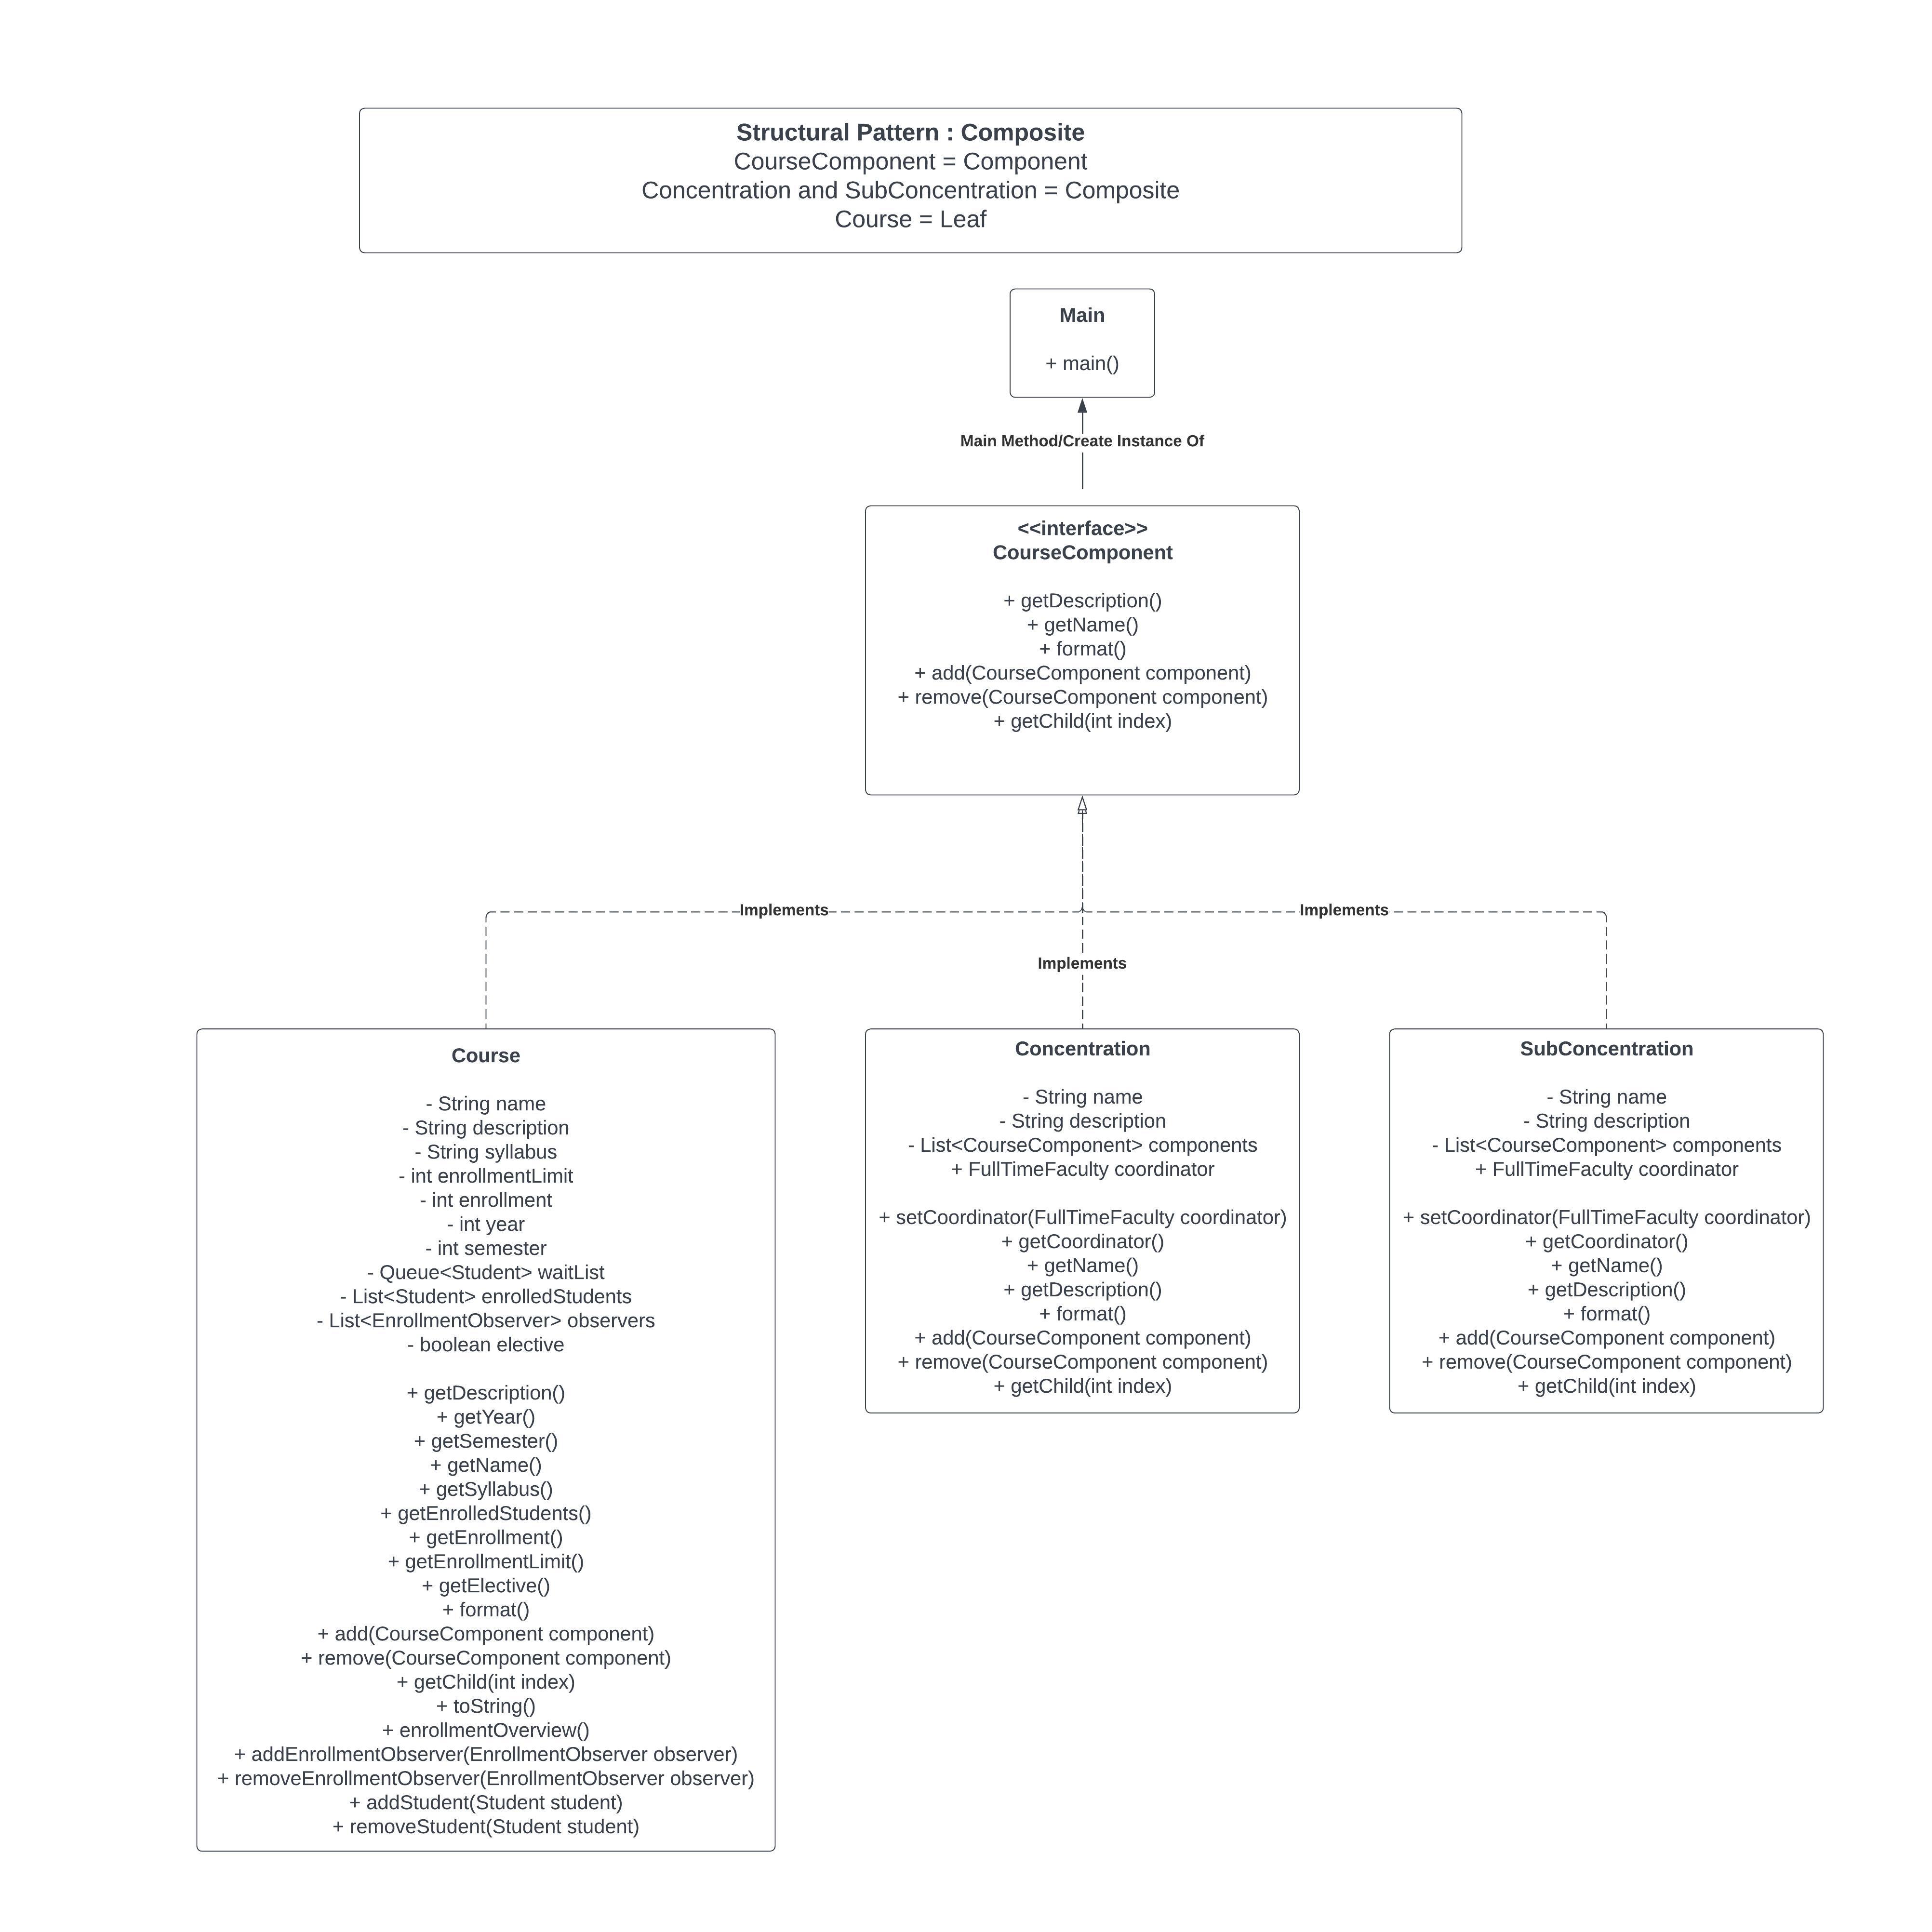 Structural Pattern : Composite
CourseComponent = Component
Concentration and SubConcentration = Composite
Course = Leaf
Main
+ main()
Main Method/Create Instance Of
<<interface>>
CourseComponent
+ getDescription()
+ getName()
+ format()
+ add(CourseComponent component)
+ remove(CourseComponent component)
+ getChild(int index)
Implements
Implements
Implements
Course
- String name
- String description
- String syllabus
- int enrollmentLimit
- int enrollment
- int year
- int semester
- Queue<Student> waitList
- List<Student> enrolledStudents
- List<EnrollmentObserver> observers
- boolean elective
+ getDescription()
+ getYear()
+ getSemester()
+ getName()
+ getSyllabus()
+ getEnrolledStudents()
+ getEnrollment()
+ getEnrollmentLimit()
+ getElective()
+ format()
+ add(CourseComponent component)
+ remove(CourseComponent component)
+ getChild(int index)
+ toString()
+ enrollmentOverview()
+ addEnrollmentObserver(EnrollmentObserver observer)
+ removeEnrollmentObserver(EnrollmentObserver observer)
+ addStudent(Student student)
+ removeStudent(Student student)
Concentration
- String name
- String description
- List<CourseComponent> components
+ FullTimeFaculty coordinator
+ setCoordinator(FullTimeFaculty coordinator)
+ getCoordinator()
+ getName()
+ getDescription()
+ format()
+ add(CourseComponent component)
+ remove(CourseComponent component)
+ getChild(int index)
SubConcentration
- String name
- String description
- List<CourseComponent> components
+ FullTimeFaculty coordinator
+ setCoordinator(FullTimeFaculty coordinator)
+ getCoordinator()
+ getName()
+ getDescription()
+ format()
+ add(CourseComponent component)
+ remove(CourseComponent component)
+ getChild(int index)